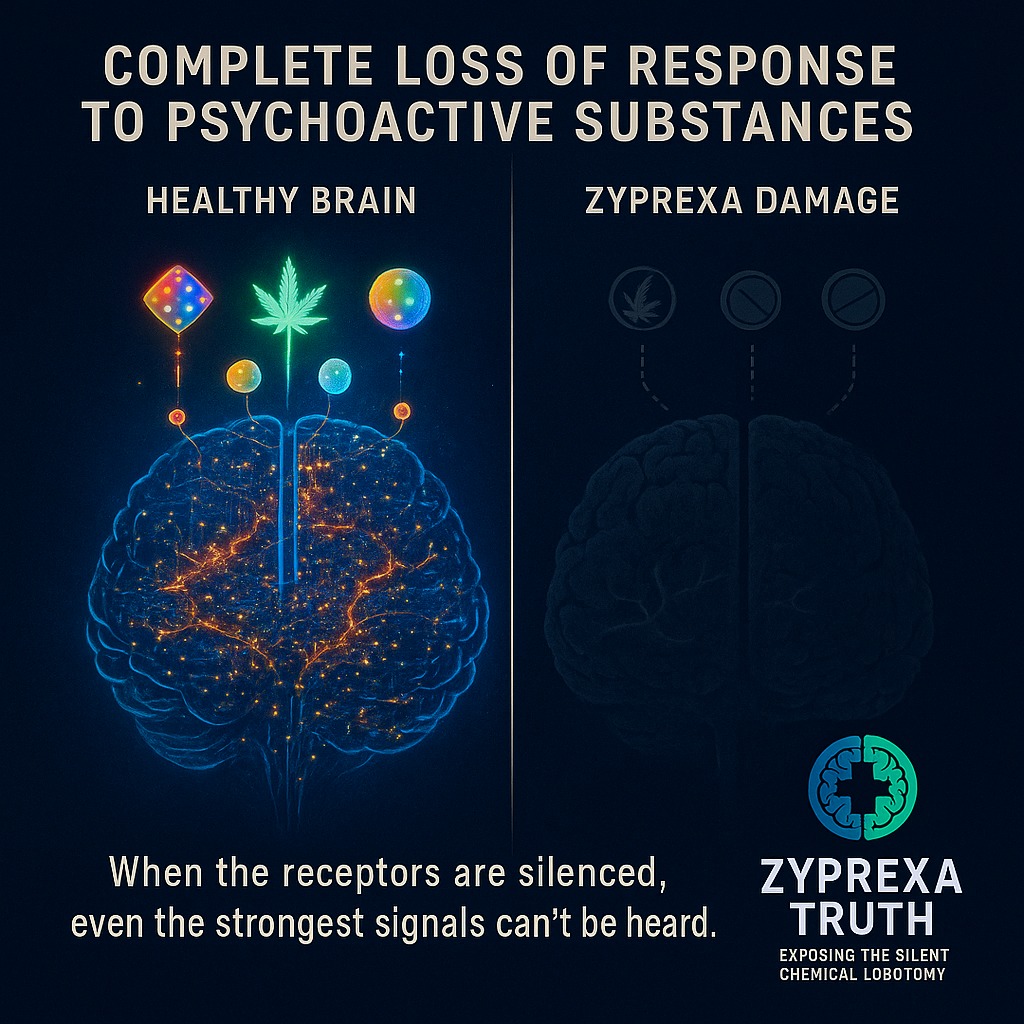 COMPLETE LOSS OF RESPONSE
TO PSYCHOACTIVE SUBSTANCES
HEALTHY BRAIN
ZYPREXA DAMAGE
When the receptors are silenced,
even the strongest signals can't be heard.
ZYPREXA
TRUTH
EXPOSING THE SILENT
CHEMICAL LOBOTOMY